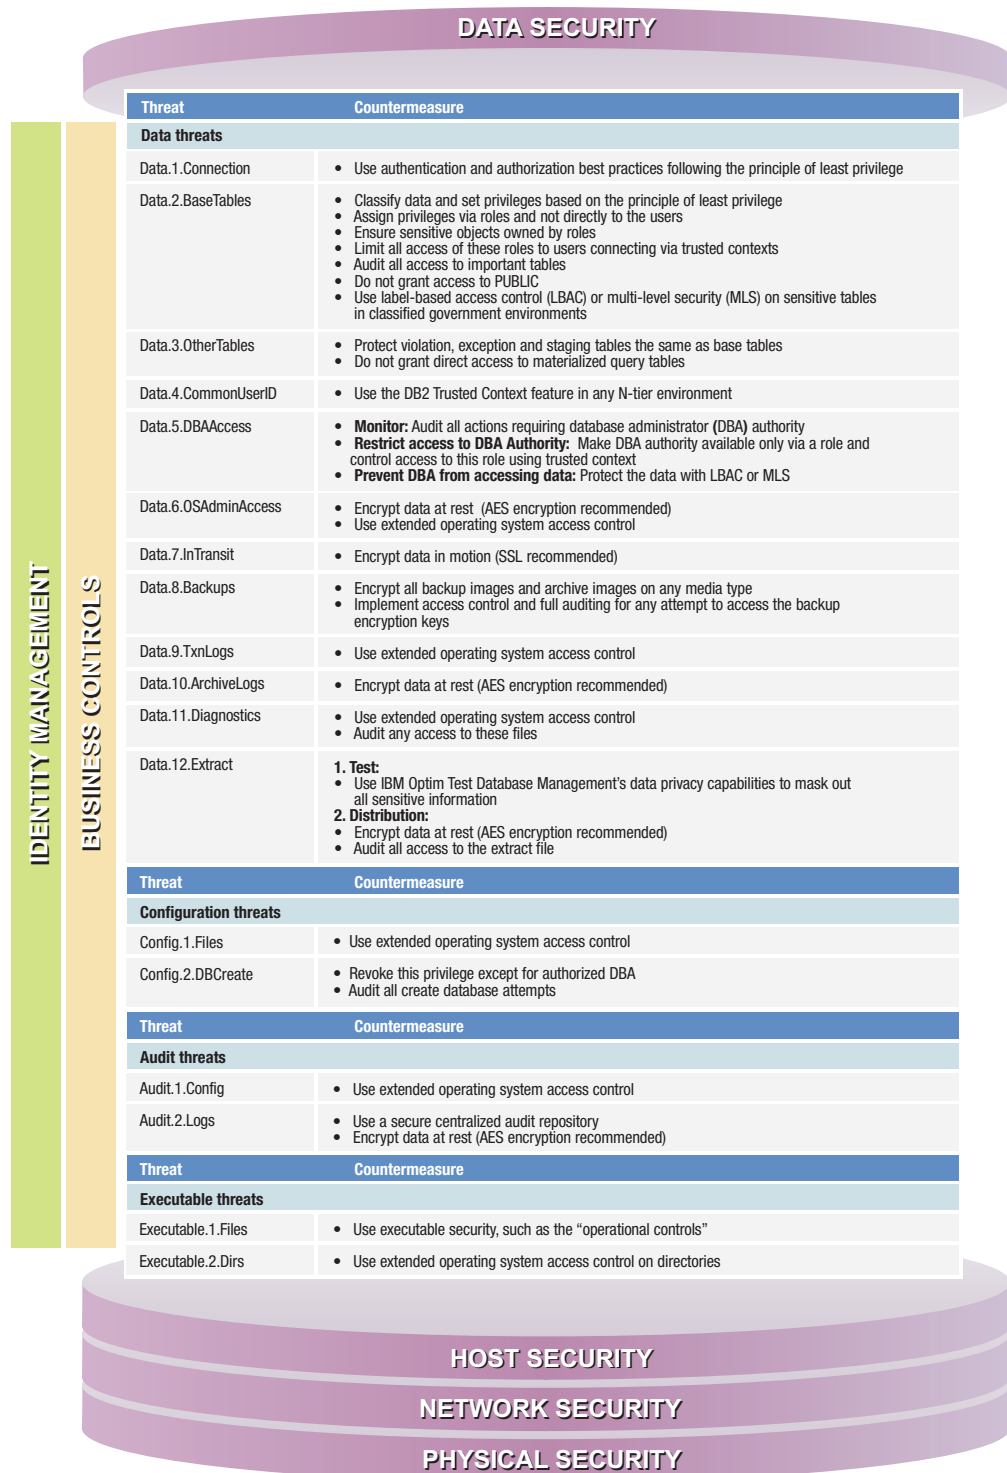 DATA SECURITY
IDENTITY MANAGEMENT
BUSINESS CONTROLS
Threat Countermeasure
Data threats
Data.1.Connection • Use authentication and authorization best practices following the principle of least privilege
Data.2.BaseTables • Classify data and set privileges based on the principle of least privilege
• Assign privileges via roles and not directly to the users
• Ensure sensitive objects owned by roles
• Limit all access of these roles to users connecting via trusted contexts
• Audit all access to important tables
• Do not grant access to PUBLIC
• Use label-based access control (LBAC) or multi-level security (MLS) on sensitive tables
in classified government environments
Data.3.OtherTables • Protect violation, exception and staging tables the same as base tables
• Do not grant direct access to materialized query tables
Data.4.CommonUserID • Use the DB2 Trusted Context feature in any N-tier environment
Data.5.DBAAccess • Monitor: Audit all actions requiring database administrator (DBA) authority
• Restrict access to DBA Authority: Make DBA authority available only via a role and
control access to this role using trusted context
• Prevent DBA from accessing data: Protect the data with LBAC or MLS
Data.6.OSAdminAccess • Encrypt data at rest (AES encryption recommended)
• Use extended operating system access control
Data.7.InTransit • Encrypt data in motion (SSL recommended)
Data.8.Backups • Encrypt all backup images and archive images on any media type
• Implement access control and full auditing for any attempt to access the backup
encryption keys
Data.9.TxnLogs • Use extended operating system access control
Data.10.ArchiveLogs • Encrypt data at rest (AES encryption recommended)
Data.11.Diagnostics • Use extended operating system access control
• Audit any access to these files
Data.12.Extract 1. Test:
• Use IBM Optim Test Database Management's data privacy capabilities to mask out
all sensitive information
2. Distribution:
• Encrypt data at rest (AES encryption recommended)
• Audit all access to the extract file
Threat Countermeasure
Configuration threats
Config.1.Files • Use extended operating system access control
Config.2.DBCreate • Revoke this privilege except for authorized DBA
• Audit all create database attempts
Threat Countermeasure
Audit threats
Audit.1.Config • Use extended operating system access control
Audit.2.Logs • Use a secure centralized audit repository
• Encrypt data at rest (AES encryption recommended)
Threat Countermeasure
Executable threats
Executable.1.Files • Use executable security, such as the “operational controls”
Executable.2.Dirs • Use extended operating system access control on directories
HOST SECURITY
NETWORK SECURITY
PHYSICAL SECURITY